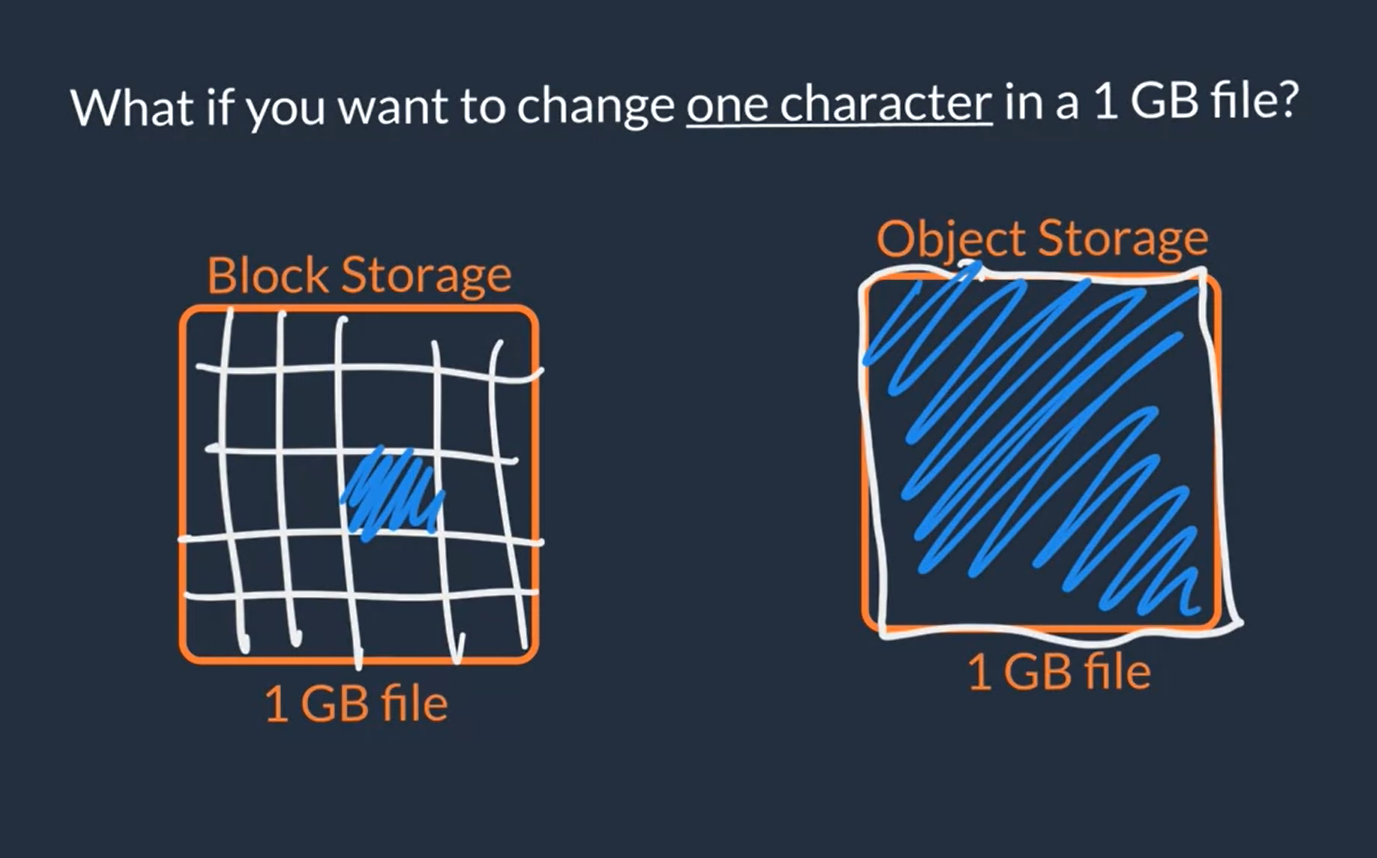 What if you want to change one character in a 1 GB file?
Block Storage
1 GB file
Object Storage
1 GB file